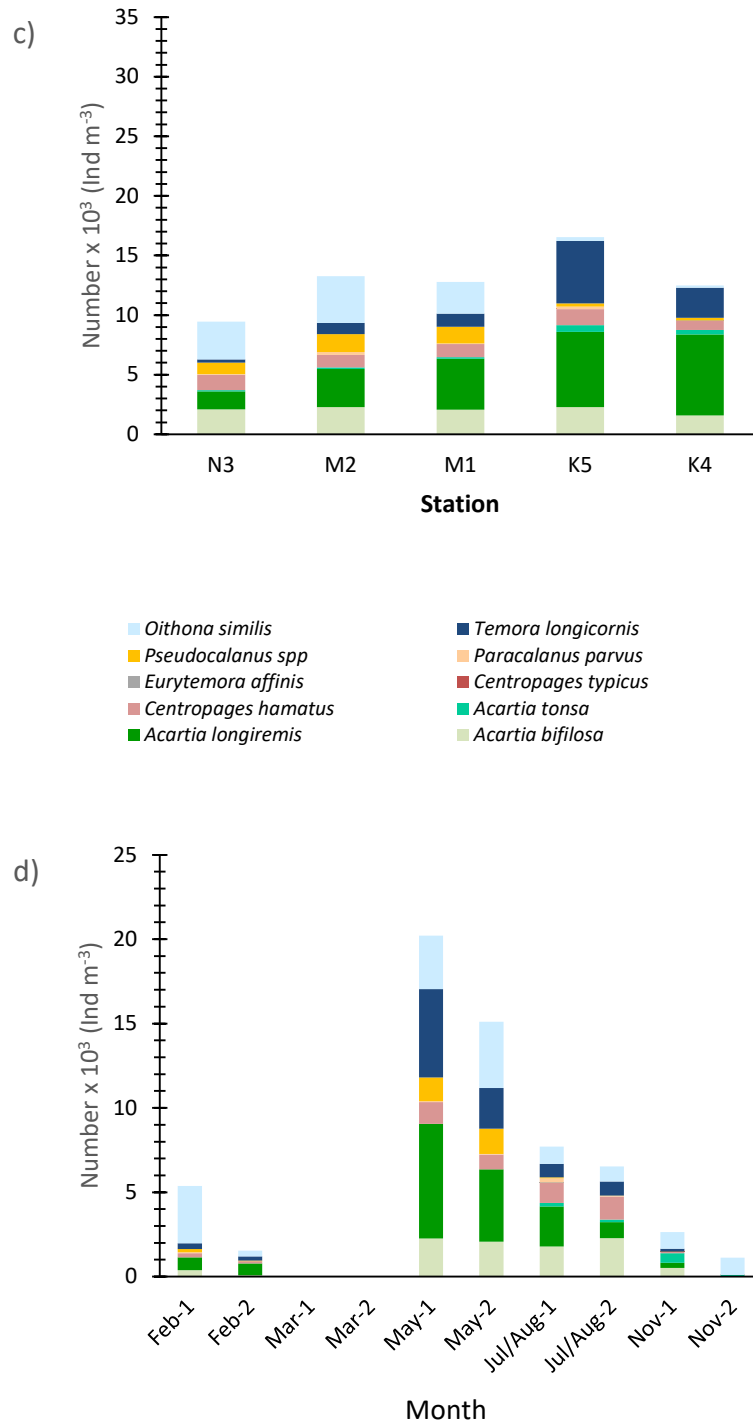 c)
Number x 10³ (Ind m⁻³)
35
30
25
20
15
10
5
0
N3 M2 M1 K5 K4
Station
Oithona similis Temora longicornis
Pseudocalanus spp Paracalanus parvus
Eurytemora affinis Centropages typicus
Centropages hamatus Acartia tonsa
Acartia longiremis Acartia bifilosa
d)
Number x 10³ (Ind m⁻³)
25
20
15
10
5
0
Feb-1 Feb-2 Mar-1 Mar-2 May-1 May-2 Jul/Aug-1 Jul/Aug-2 Nov-1 Nov-2
Month